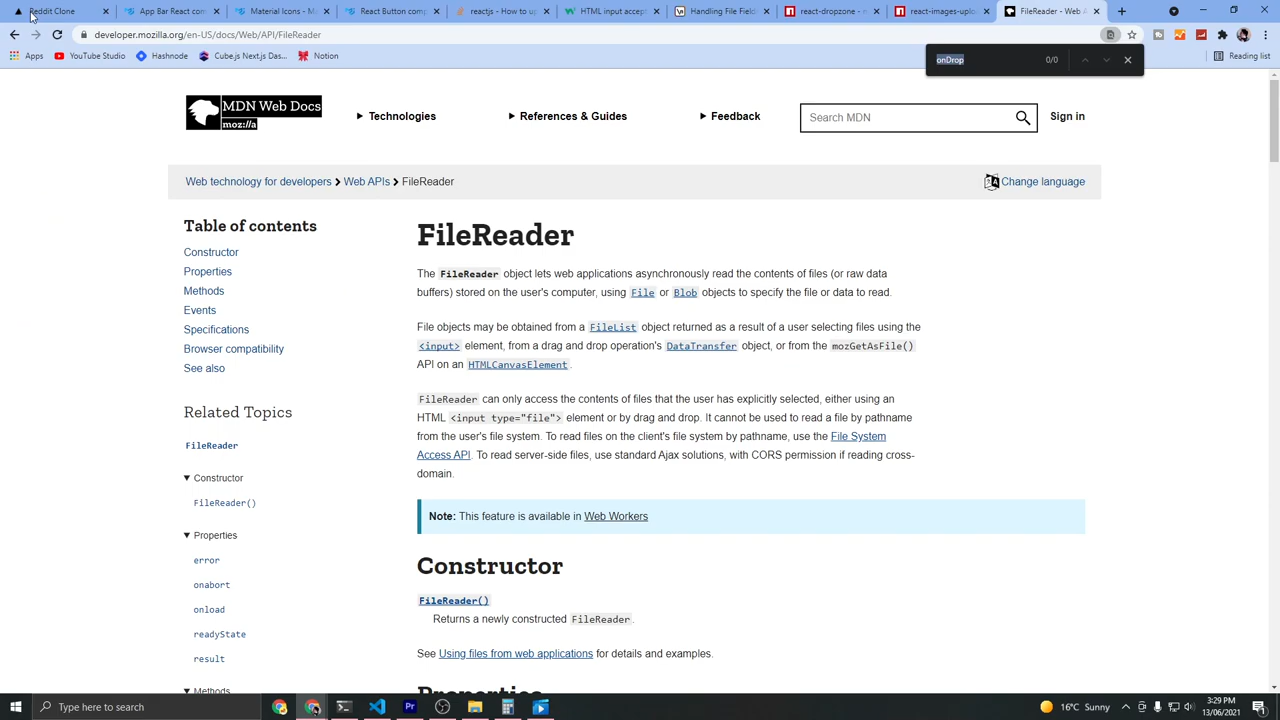 Reddit Clone
Material Icons - Bar
React Button comp
HTML input accep
Handling Fields -
react-dropzone - n
react-image-uplo
FileReader - Web A
developer.mozilla.org/en-US/docs/Web/API/FileReader
Apps
YouTube Studio
Hashnode
Cube.js Next.js Das...
Notion
Reading list
onDrop
0/0
MDN Web Docs
moz://a
Technologies
References & Guides
Feedback
Search MDN
Sign in
Web technology for developers
Web APIs
FileReader
Change language
Table of contents
Constructor
Properties
Methods
Events
Specifications
Browser compatibility
See also
Related Topics
FileReader
Constructor
FileReader()
Properties
error
onabort
onload
readyState
result
Methods
FileReader
The FileReader object lets web applications asynchronously read the contents of files (or raw data
buffers) stored on the user's computer, using File or Blob objects to specify the file or data to read.
File objects may be obtained from a FileList object returned as a result of a user selecting files using the
<input> element, from a drag and drop operation's DataTransfer object, or from the mozGetAsFile()
API on an HTMLCanvasElement.
FileReader can only access the contents of files that the user has explicitly selected, either using an
HTML <input type="file"> element or by drag and drop. It cannot be used to read a file by pathname
from the user's file system. To read files on the client's file system by pathname, use the File System
Access API. To read server-side files, use standard Ajax solutions, with CORS permission if reading cross-
domain.
Note: This feature is available in Web Workers
Constructor
FileReader()
Returns a newly constructed FileReader.
See Using files from web applications for details and examples.
Properties
Type here to search
16°C Sunny
3:29 PM
13/06/2021